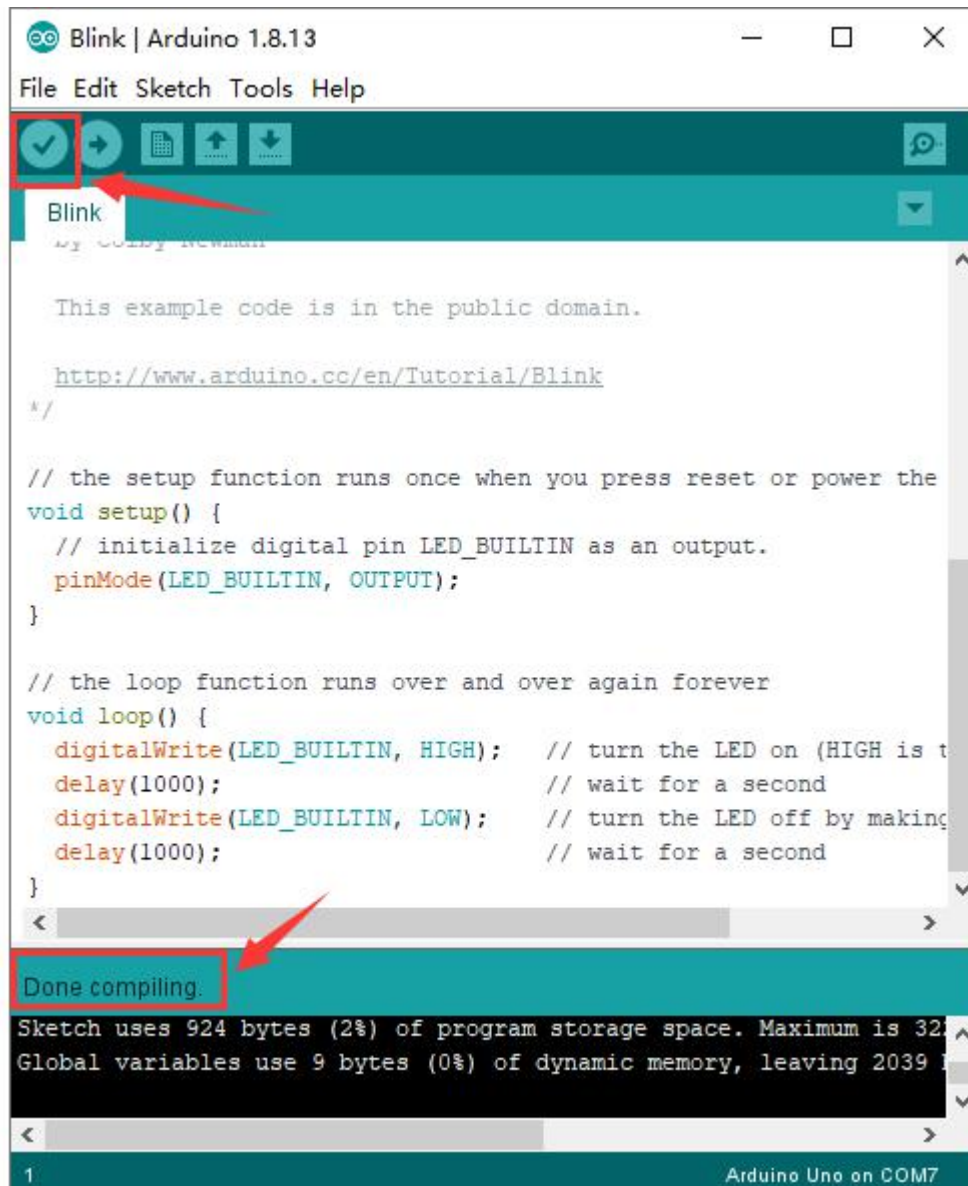 Blink | Arduino 1.8.13
File Edit Sketch Tools Help
Blink
by Colby Newman
This example code is in the public domain.
http://www.arduino.cc/en/Tutorial/Blink
*/
// the setup function runs once when you press reset or power the
void setup() {
// initialize digital pin LED_BUILTIN as an output.
pinMode(LED_BUILTIN, OUTPUT);
}
// the loop function runs over and over again forever
void loop() {
digitalWrite(LED_BUILTIN, HIGH); // turn the LED on (HIGH is t
delay(1000); // wait for a second
digitalWrite(LED_BUILTIN, LOW); // turn the LED off by making
delay(1000); // wait for a second
}
Done compiling.
Sketch uses 924 bytes (2%) of program storage space. Maximum is 32
Global variables use 9 bytes (0%) of dynamic memory, leaving 2039
1
Arduino Uno on COM7